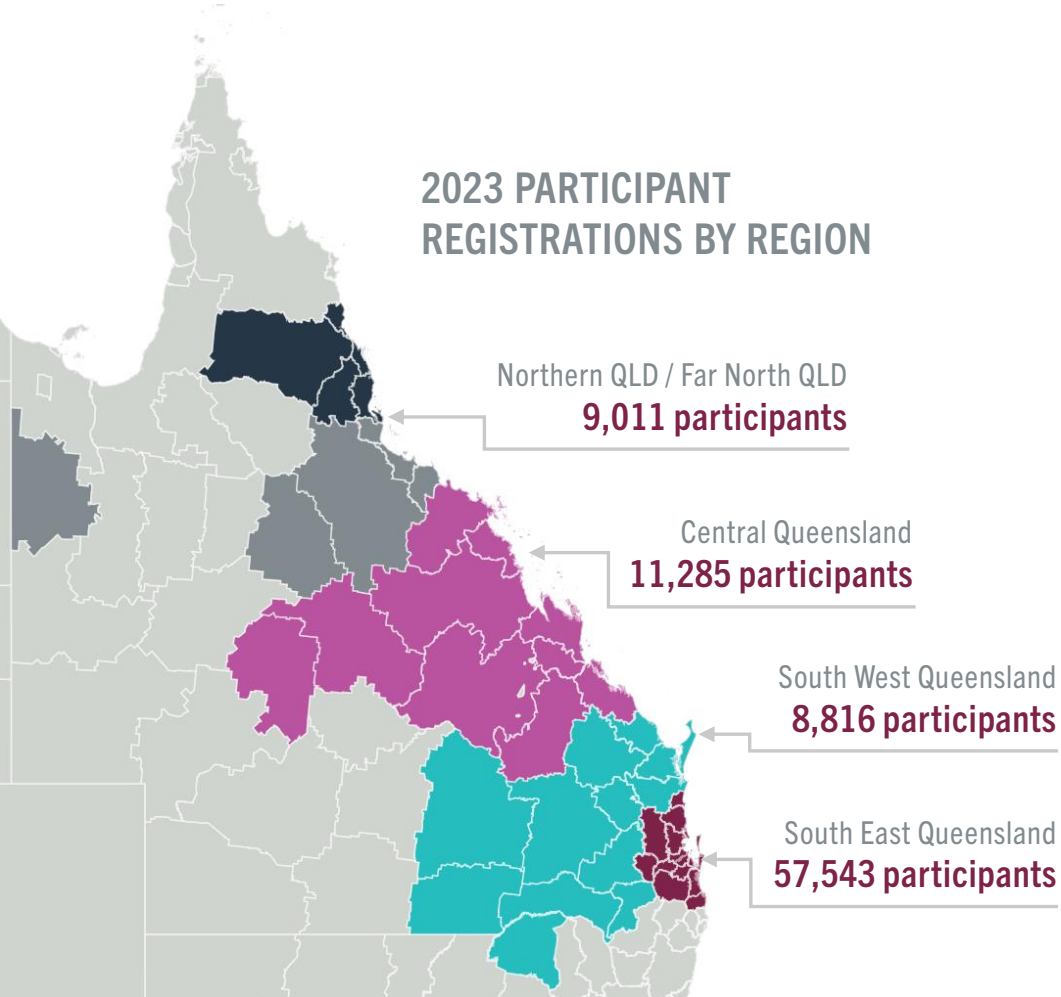 2023 PARTICIPANT
REGISTRATIONS BY REGION
Northern QLD / Far North QLD
9,011 participants
Central Queensland
11,285 participants
South West Queensland
8,816 participants
South East Queensland
57,543 participants